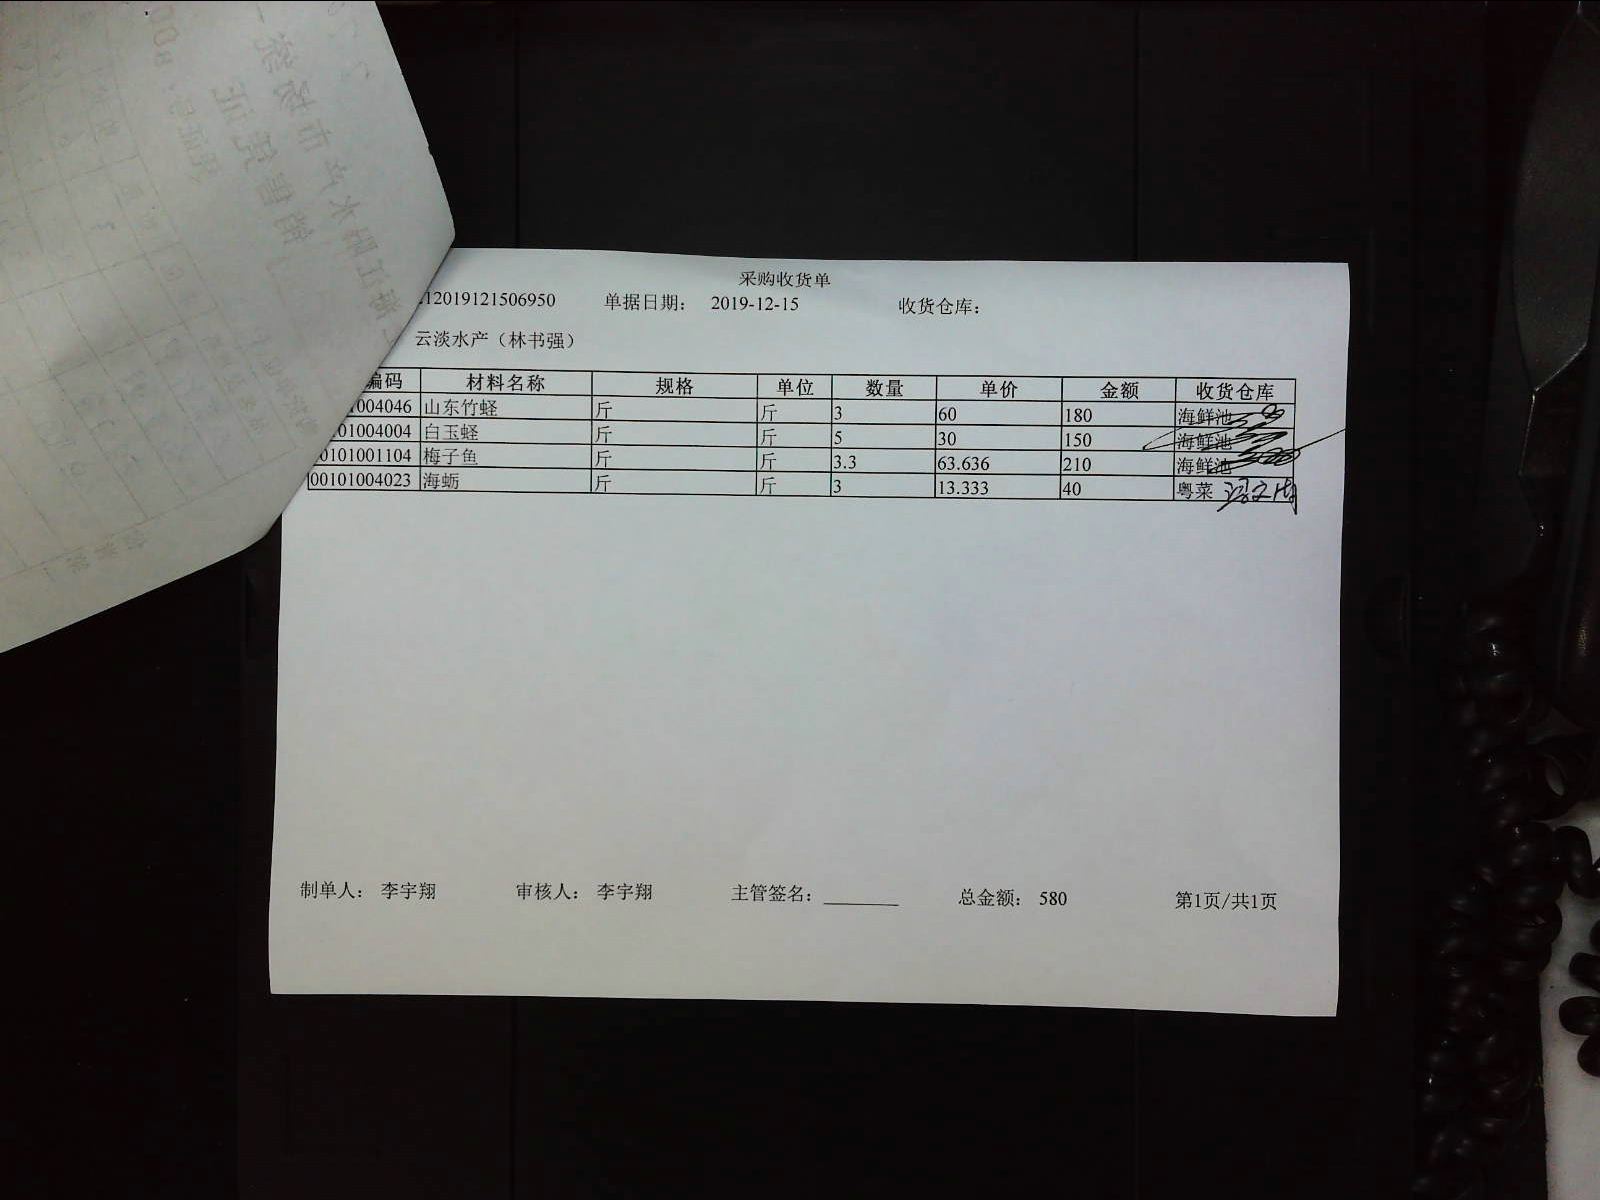 采购收货单
12019121506950 单据日期： 2019-12-15 收货仓库：
云淡水产（林书强）
编码 材料名称 规格 单位 数量 单价 金额 收货仓库
01004046 山东竹蛏 斤 斤 3 60 180 海鲜池
01004004 白玉蛏 斤 斤 5 30 150 海鲜池
0101001104 梅子鱼 斤 斤 3.3 63.636 210 海鲜池
00101004023 海蛎 斤 斤 3 13.333 40 粤菜
制单人： 李宇翔 审核人： 李宇翔 主管签名： 总金额： 580 第1页/共1页